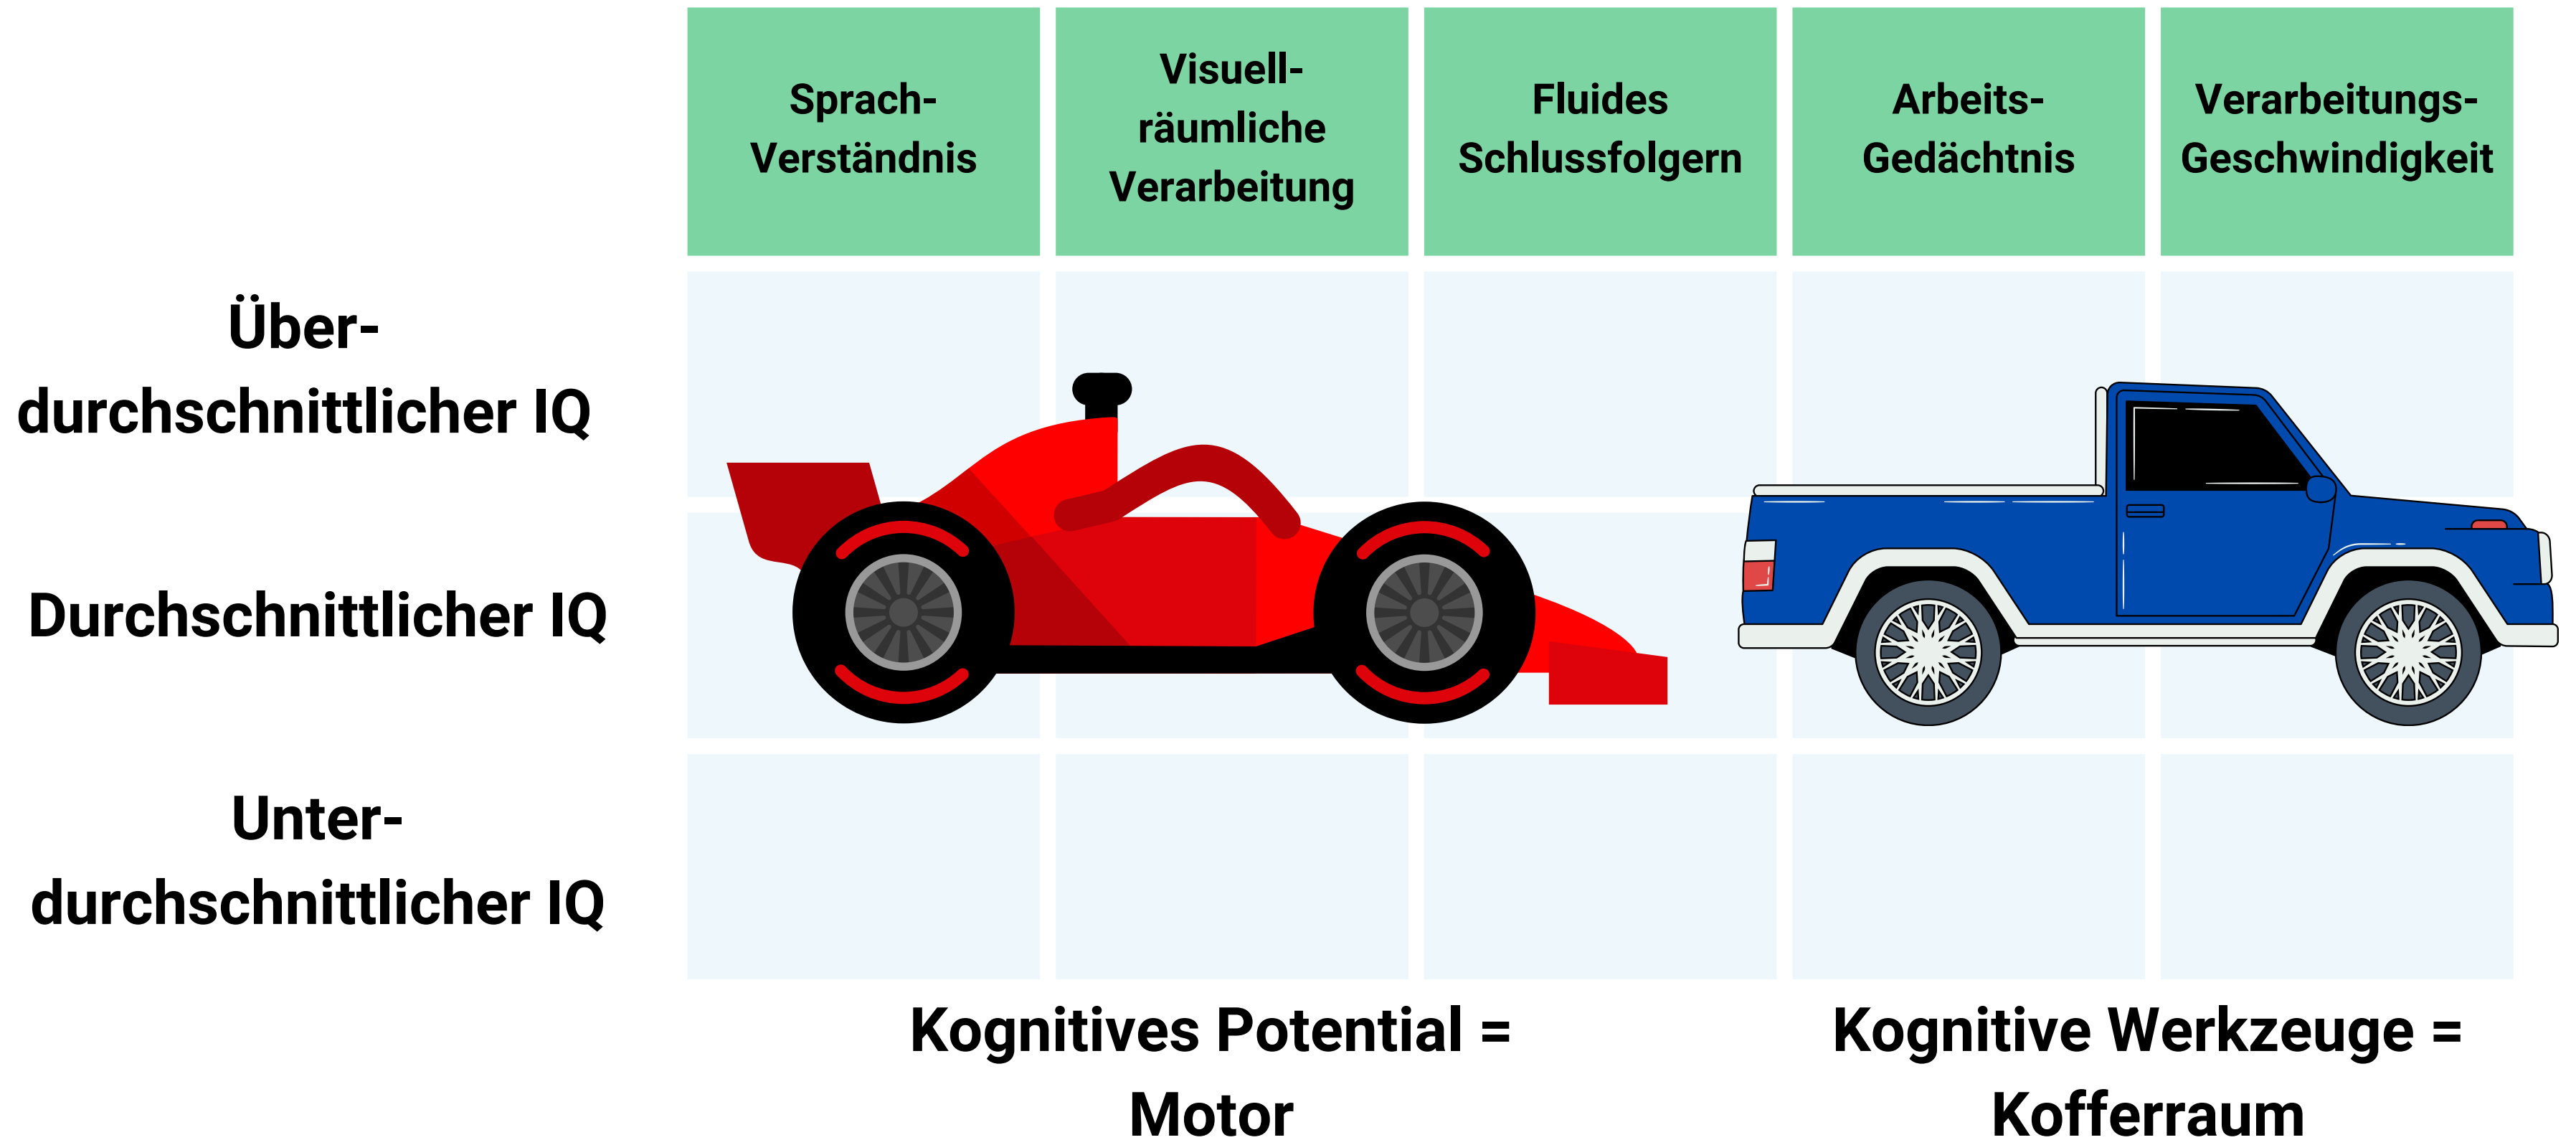 Sprach-
Verständnis
Visuell-
räumliche
Verarbeitung
Fluides
Schlussfolgern
Arbeits-
Gedächtnis
Verarbeitungs-
Geschwindigkeit
Über-
durchschnittlicher IQ
Durchschnittlicher IQ
Unter-
durchschnittlicher IQ
Kognitives Potential =
Motor
Kognitive Werkzeuge =
Kofferraum